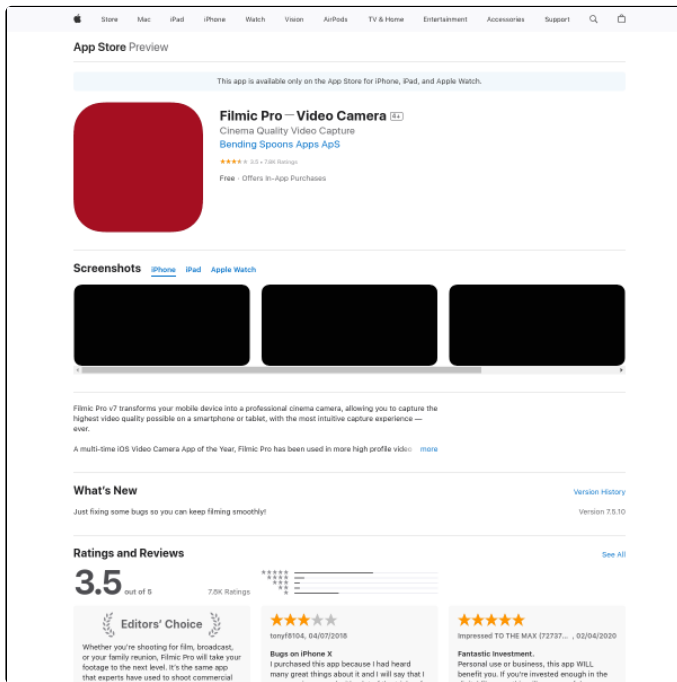 Store Mac iPad iPhone Watch Vision AirPods TV & Home Entertainment Accessories Support
App Store Preview
This app is available only on the App Store for iPhone, iPad, and Apple Watch.
Filmic Pro－Video Camera 4+
Cinema Quality Video Capture
Bending Spoons Apps ApS
3.5 • 7.8K Ratings
Free · Offers In-App Purchases
Screenshots iPhone iPad Apple Watch
Filmic Pro v7 transforms your mobile device into a professional cinema camera, allowing you to capture the
highest video quality possible on a smartphone or tablet, with the most intuitive capture experience —
ever.
A multi-time iOS Video Camera App of the Year, Filmic Pro has been used in more high profile video more
What's New Version History
Just fixing some bugs so you can keep filming smoothly! Version 7.5.10
Ratings and Reviews See All
3.5 out of 5 7.8K Ratings
Editors' Choice
Whether you're shooting for film, broadcast,
or your family reunion, Filmic Pro will take your
footage to the next level. It's the same app
that experts have used to shoot commercial
tonyf8104, 04/07/2018
Bugs on iPhone X
I purchased this app because I had heard
many great things about it and I will say that I
Impressed TO THE MAX (72737... , 02/04/2020
Fantastic Investment.
Personal use or business, this app WILL
benefit you. If you're invested enough in the